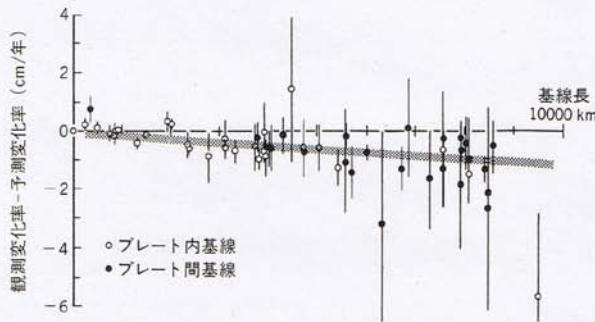 観測変化率-予測変化率 (cm/年)
4
2
0
-2
-4
-6
基線長
10000 km
○ プレート内基線
● プレート間基線